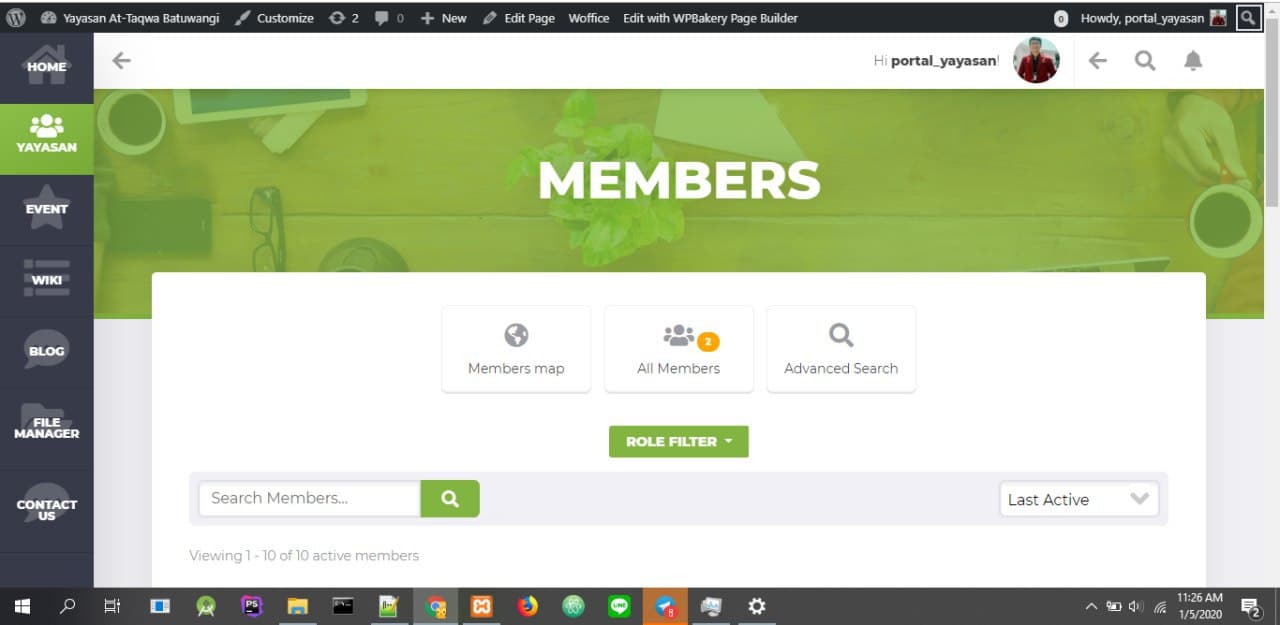 Yayasan At-Taqwa Batuwangi Customize 2 0 New Edit Page Woffice Edit with WPBakery Page Builder 0 Howdy, portal_yayasan
HOME
Hi portal_yayasan!
YAYASAN
MEMBERS
EVENT
WIKI
BLOG
FILE
MANAGER
CONTACT
US
2
Members map All Members Advanced Search
ROLE FILTER
Search Members... Last Active
Viewing 1 - 10 of 10 active members
PS LINE 8
11:26 AM
1/5/2020
2